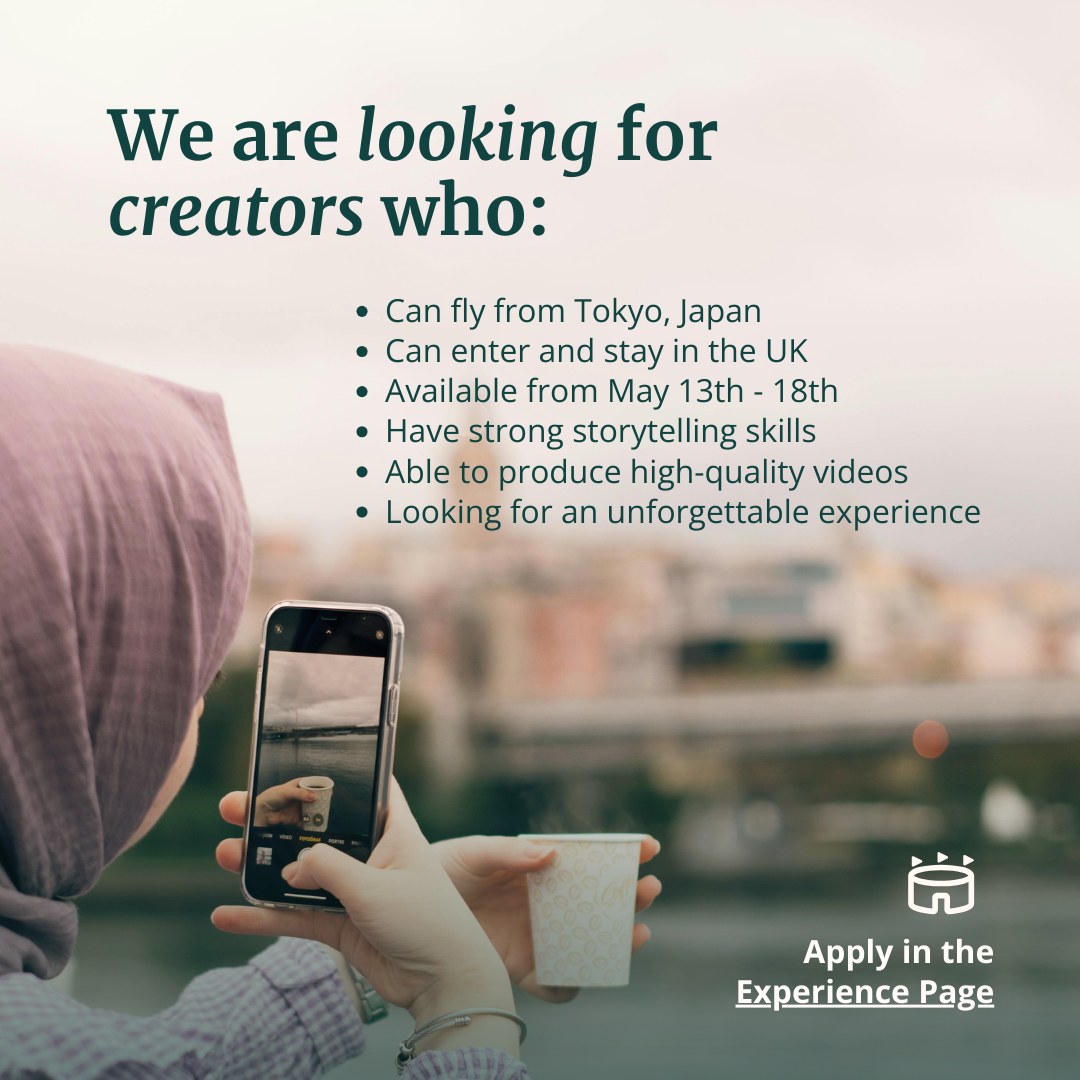 We are looking for
creators who:
• Can fly from Tokyo, Japan
• Can enter and stay in the UK
• Available from May 13th - 18th
• Have strong storytelling skills
• Able to produce high-quality videos
• Looking for an unforgettable experience
VIDEO
Apply in the
Experience Page